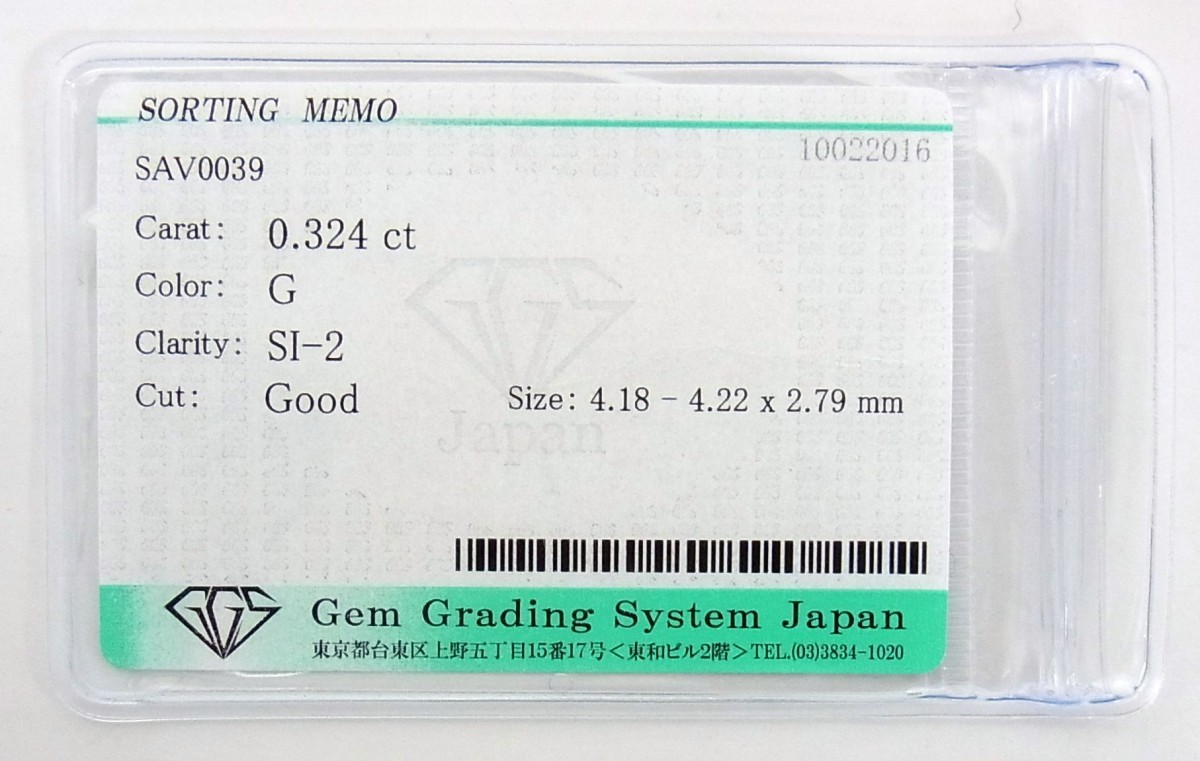 SORTING MEMO
10022016
SAV0039
Carat: 0.324 ct
Color: G
Clarity: SI-2
Cut: Good
Size: 4.18 - 4.22 x 2.79 mm
GGS
Japan
GGS
Gem Grading System Japan
東京都台東区上野五丁目15番17号<東和ビル2階>TEL.(03)3834-1020